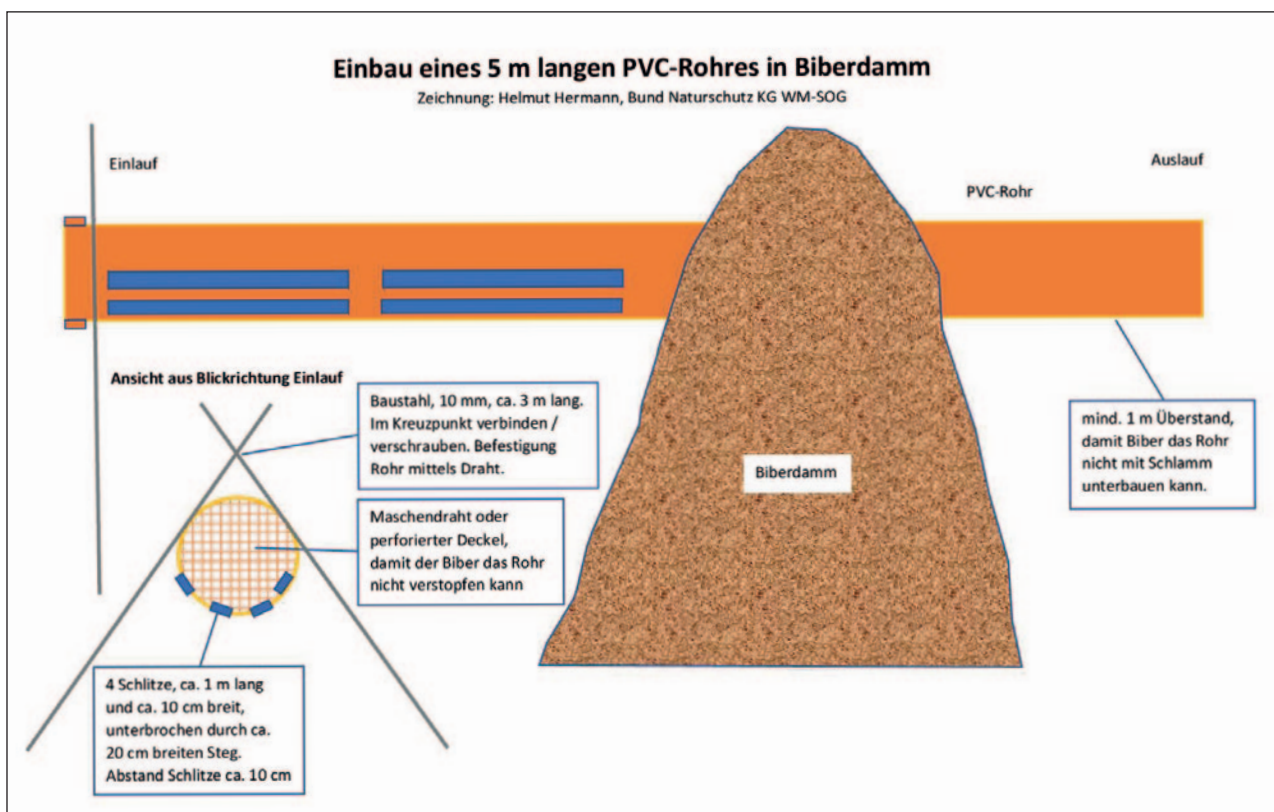 Einbau eines 5 m langen PVC-Rohres in Biberdamm
Zeichnung: Helmut Hermann, Bund Naturschutz KG WM-SOG
Einlauf
Auslauf
PVC-Rohr
Ansicht aus Blickrichtung Einlauf
Baustahl, 10 mm, ca. 3 m lang.
Im Kreuzpunkt verbinden /
verschrauben. Befestigung
Rohr mittels Draht.
mind. 1 m Überstand,
damit Biber das Rohr
nicht mit Schlamm
unterbauen kann.
Biberdamm
Maschendraht oder
perforierter Deckel,
damit der Biber das Rohr
nicht verstopfen kann
4 Schlitze, ca. 1 m lang
und ca. 10 cm breit,
unterbrochen durch ca.
20 cm breiten Steg.
Abstand Schlitze ca. 10 cm